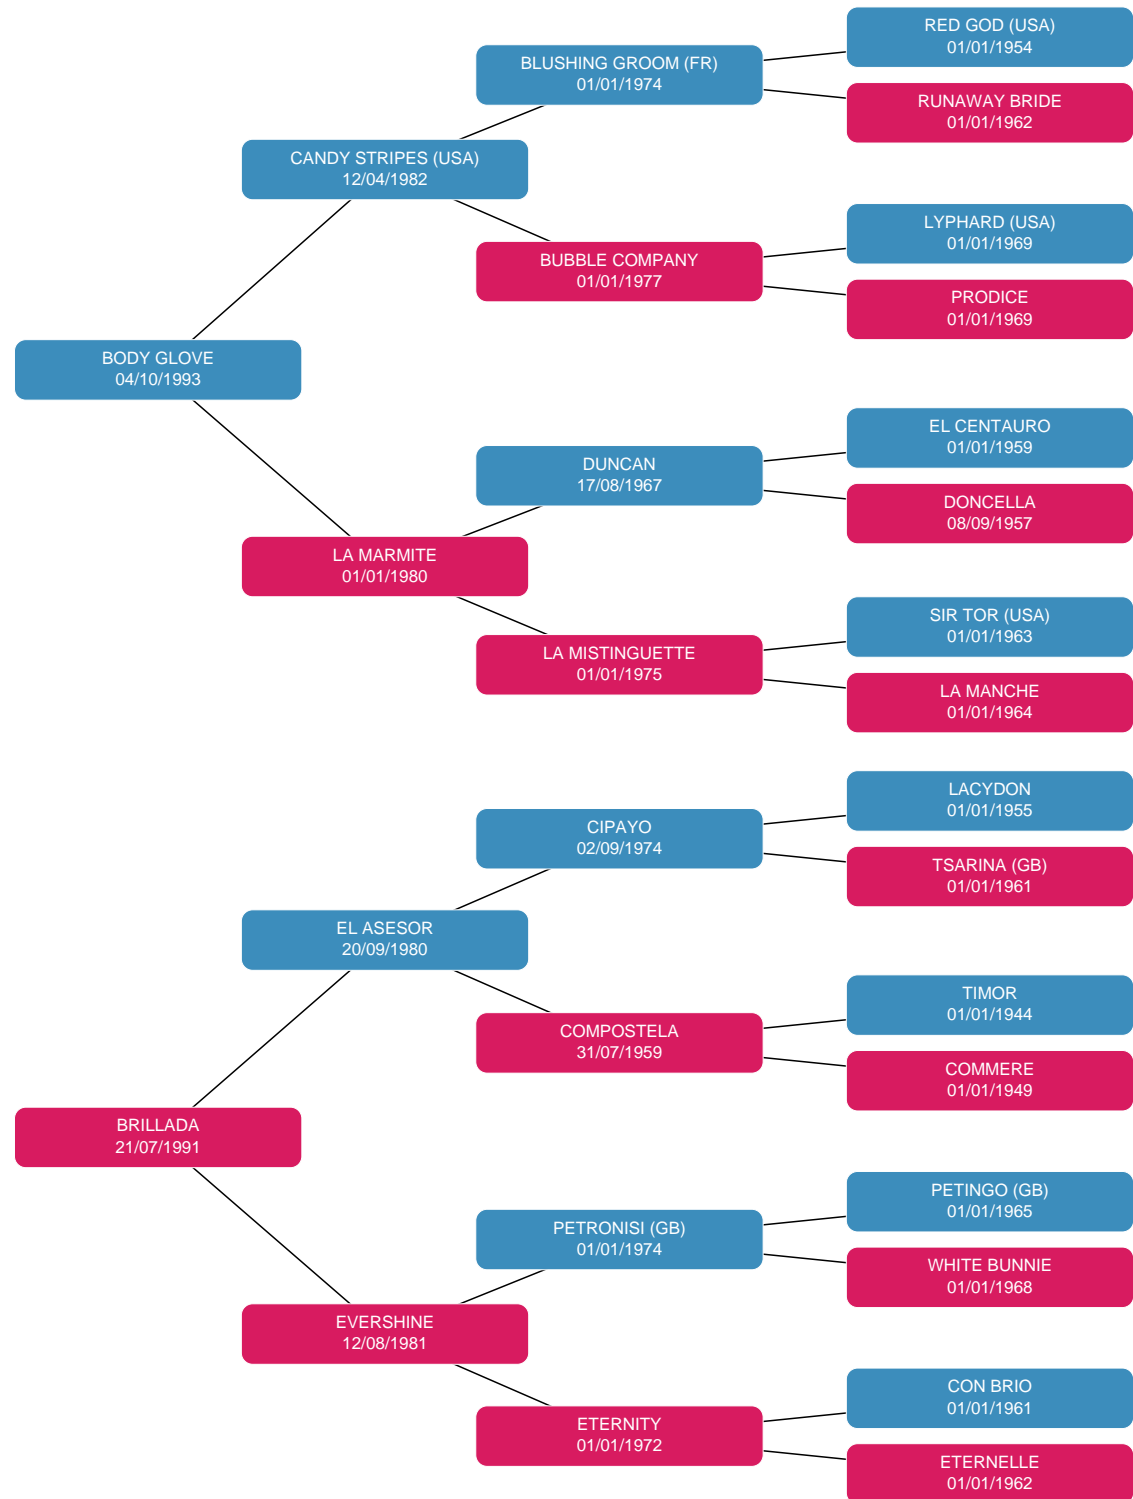 RED GOD (USA)
01/01/1954
BLUSHING GROOM (FR)
01/01/1974
RUNAWAY BRIDE
01/01/1962
CANDY STRIPES (USA)
12/04/1982
LYPHARD (USA)
01/01/1969
BUBBLE COMPANY
01/01/1977
PRODICE
01/01/1969
BODY GLOVE
04/10/1993
EL CENTAURO
01/01/1959
DUNCAN
17/08/1967
DONCELLA
08/09/1957
LA MARMITE
01/01/1980
SIR TOR (USA)
01/01/1963
LA MISTINGUETTE
01/01/1975
LA MANCHE
01/01/1964
LACYDON
01/01/1955
CIPAYO
02/09/1974
TSARINA (GB)
01/01/1961
EL ASESOR
20/09/1980
TIMOR
01/01/1944
COMPOSTELA
31/07/1959
COMMERE
01/01/1949
BRILLADA
21/07/1991
PETINGO (GB)
01/01/1965
PETRONISI (GB)
01/01/1974
WHITE BUNNIE
01/01/1968
EVERSHINE
12/08/1981
CON BRIO
01/01/1961
ETERNITY
01/01/1972
ETERNELLE
01/01/1962